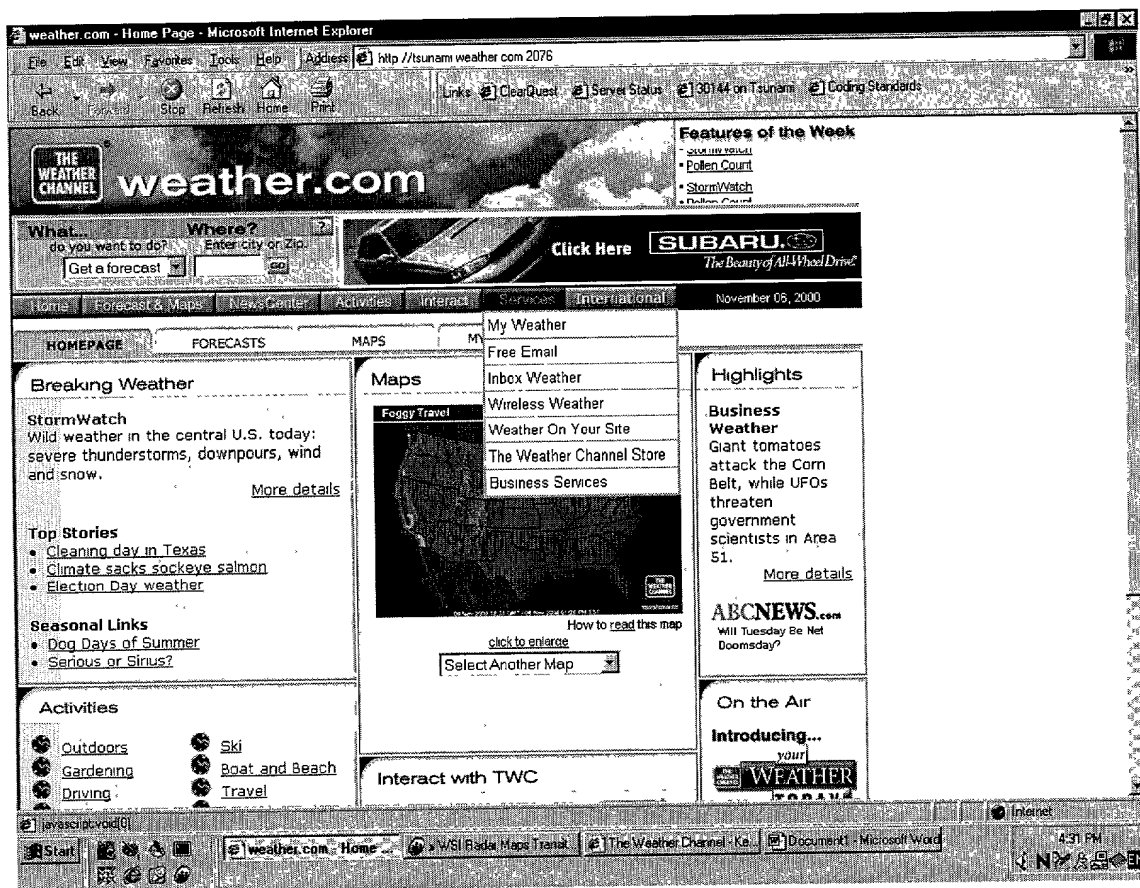 weather.com - Home Page - Microsoft Internet Explorer
File Edit View Favorites Tools Help Address http //tsunami weather com 2076
Back Forward Stop Refresh Home Print Links ClearQuest Server Status 30144 on Tsunami Coding Standards
THE WEATHER CHANNEL
weather.com
Features of the Week
StormWatch
Pollen Count
StormWatch
Pollen Count
What... Where? ?
do you want to do? Enter city or Zip.
Get a forecast GO
Click Here SUBARU.
The Beauty of All-Wheel Drive.
Home Forecast & Maps NewsCenter Activities Interact Services International November 06, 2000
HOMEPAGE FORECASTS MAPS MY
My Weather
Free Email
Inbox Weather
Wireless Weather
Weather On Your Site
The Weather Channel Store
Business Services
Breaking Weather
StormWatch
Wild weather in the central U.S. today:
severe thunderstorms, downpours, wind
and snow.
More details
Top Stories
Cleaning day in Texas
Climate sacks sockeye salmon
Election Day weather
Seasonal Links
Dog Days of Summer
Serious or Sirius?
Activities
Outdoors
Gardening
Driving
Ski
Boat and Beach
Travel
Maps
Foggy Travel
THE WEATHER CHANNEL
How to read this map
click to enlarge
Select Another Map
Interact with TWC
Highlights
Business
Weather
Giant tomatoes
attack the Corn
Belt, while UFOs
threaten
government
scientists in Area
51.
More details
ABCNEWS.com
Will Tuesday Be Net
Doomsday?
On the Air
Introducing...
your
WEATHER
TODAY
javascript:void(0) Internet
Start weather.com - Home ... WSI Radar Maps Transit... The Weather Channel - Ke... Document1 - Microsoft Word 4:31 PM